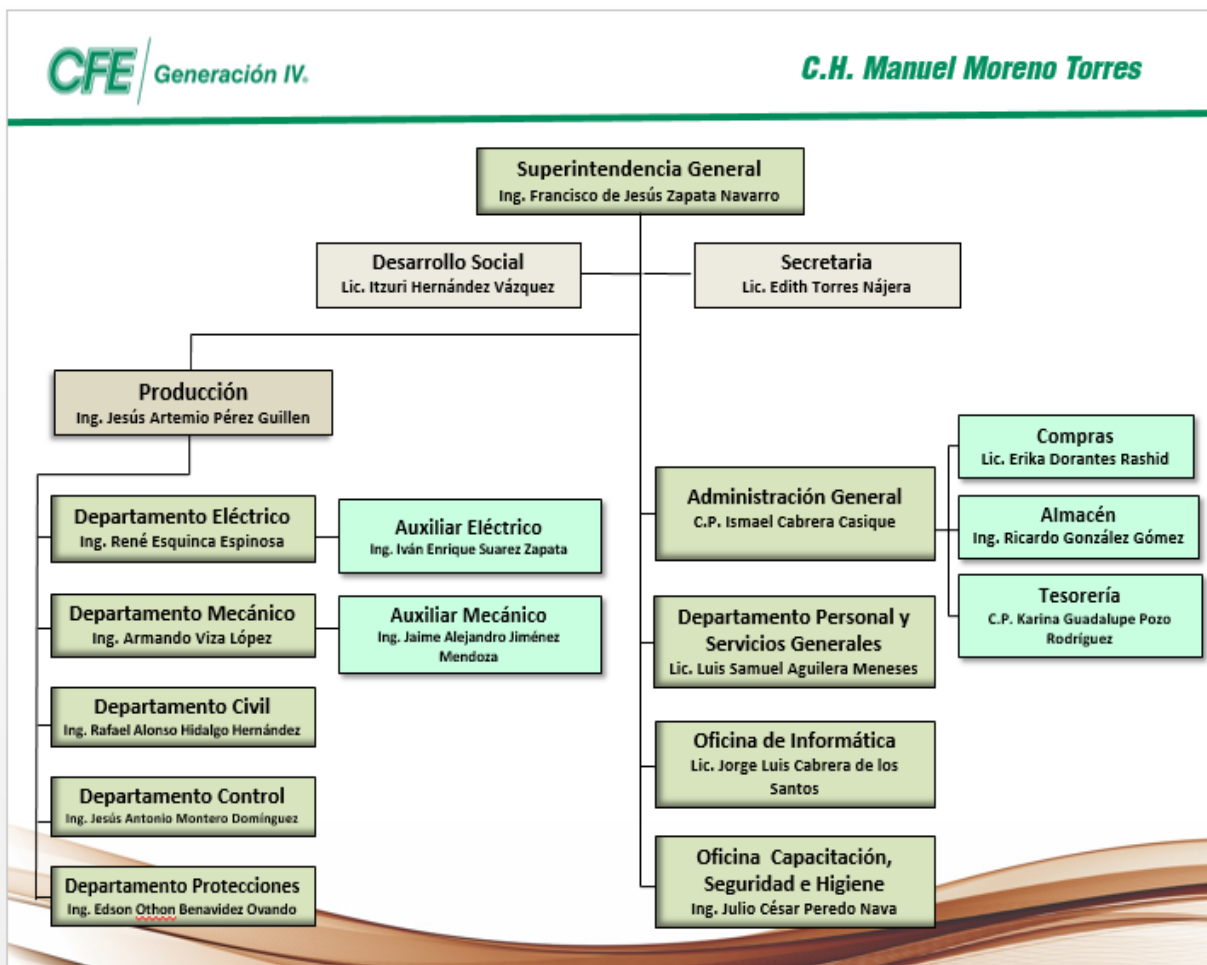 CFE Generación IV.
C.H. Manuel Moreno Torres
Superintendencia General
Ing. Francisco de Jesús Zapata Navarro
Desarrollo Social
Lic. Itzuri Hernández Vázquez
Secretaria
Lic. Edith Torres Nájera
Producción
Ing. Jesús Artemio Pérez Guillen
Departamento Eléctrico
Ing. René Esquinca Espinosa
Auxiliar Eléctrico
Ing. Iván Enrique Suarez Zapata
Departamento Mecánico
Ing. Armando Viza López
Auxiliar Mecánico
Ing. Jaime Alejandro Jiménez
Mendoza
Departamento Civil
Ing. Rafael Alonso Hidalgo Hernández
Departamento Control
Ing. Jesús Antonio Montero Domínguez
Departamento Protecciones
Ing. Edson Othon Benavidez Ovando
Administración General
C.P. Ismael Cabrera Casique
Compras
Lic. Erika Dorantes Rashid
Almacén
Ing. Ricardo González Gómez
Tesorería
C.P. Karina Guadalupe Pozo
Rodríguez
Departamento Personal y
Servicios Generales
Lic. Luis Samuel Aguilera Meneses
Oficina de Informática
Lic. Jorge Luis Cabrera de los
Santos
Oficina Capacitación,
Seguridad e Higiene
Ing. Julio César Peredo Nava